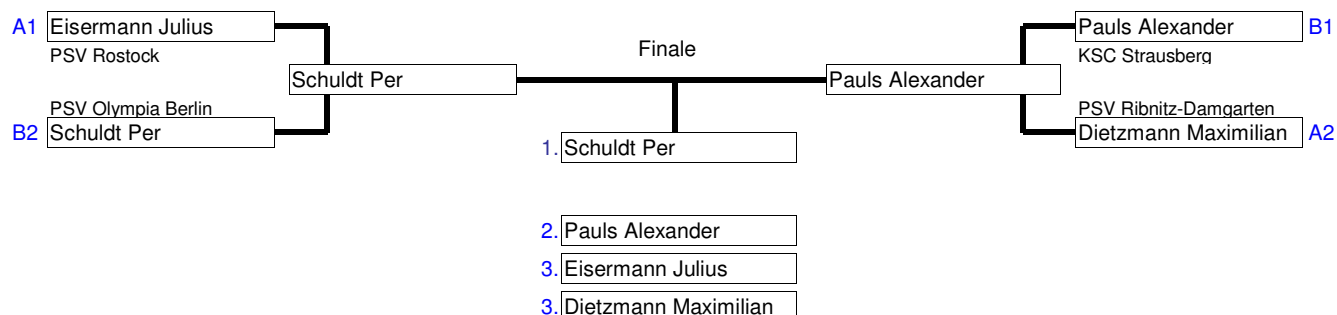 A1 Eisermann Julius
PSV Rostock
PSV Olympia Berlin
B2 Schuldt Per
Schuldt Per
Finale
Pauls Alexander
Pauls Alexander B1
KSC Strausberg
PSV Ribnitz-Damgarten
Dietzmann Maximilian A2
1. Schuldt Per
2. Pauls Alexander
3. Eisermann Julius
3. Dietzmann Maximilian